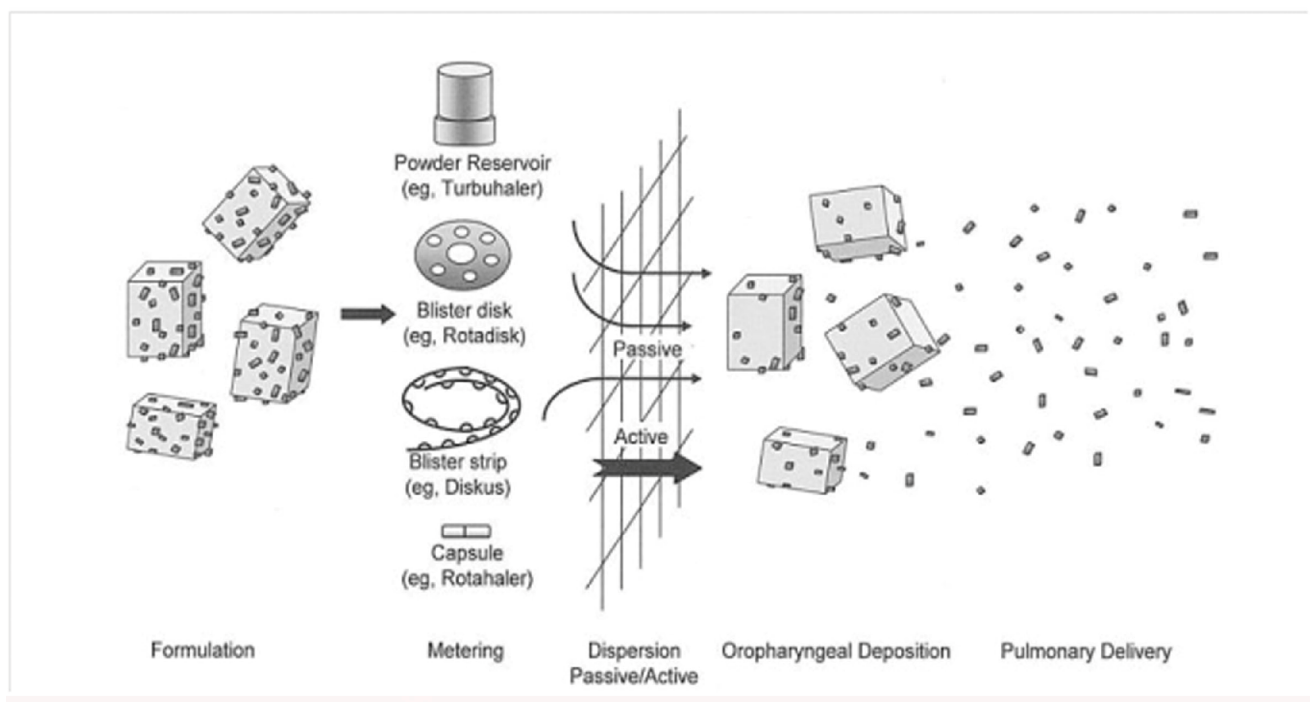 Powder Reservoir
(eg, Turbuhaler)
Blister disk
(eg, Rotadisk)
Passive
Active
Blister strip
(eg, Diskus)
Capsule
(eg, Rotahaler)
Formulation
Metering
Dispersion
Passive/Active
Oropharyngeal Deposition
Pulmonary Delivery